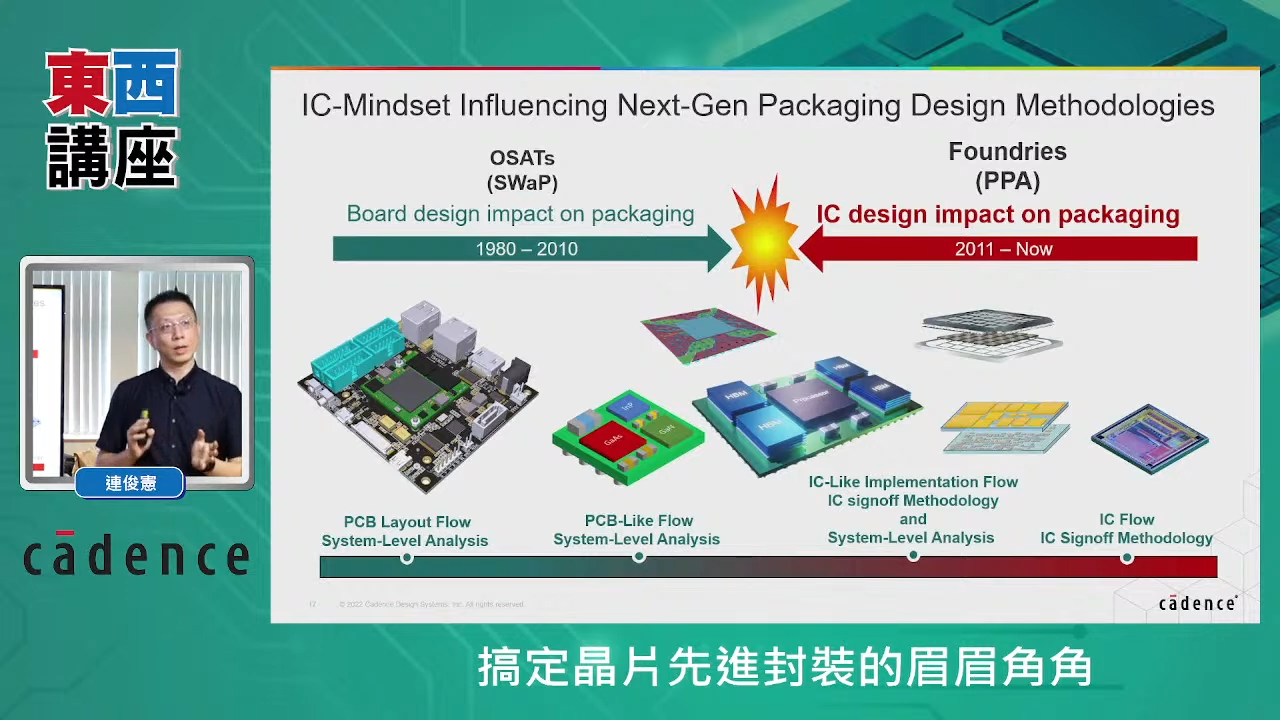 東西
講座
IC-Mindset Influencing Next-Gen Packaging Design Methodologies
OSATs
(SWaP)
Board design impact on packaging
1980 – 2010
Foundries
(PPA)
IC design impact on packaging
2011 – Now
InP
GaAs
GaN
HBM
HBM
Processor
HBM
HBM
PCB Layout Flow
System-Level Analysis
PCB-Like Flow
System-Level Analysis
IC-Like Implementation Flow
IC signoff Methodology
and
System-Level Analysis
IC Flow
IC Signoff Methodology
17 © 2022 Cadence Design Systems, Inc. All rights reserved.
cādence®
連俊憲
cādence
搞定晶片先進封裝的眉眉角角